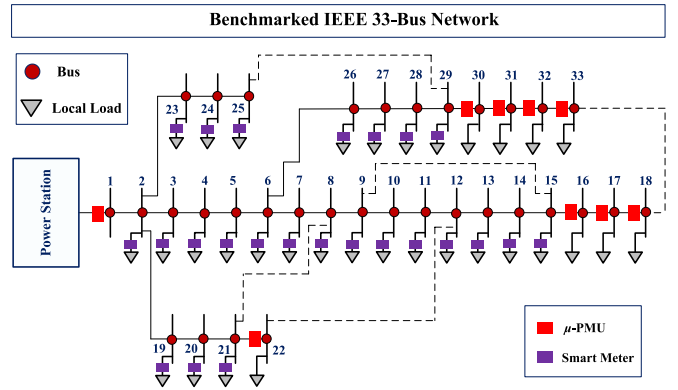 Benchmarked IEEE 33-Bus Network
Bus
Local Load
23 24 25
26 27 28 29 30 31 32 33
Power Station
1 2 3 4 5 6 7 8 9 10 11 12 13 14 15 16 17 18
19 20 21 22
μ-PMU
Smart Meter